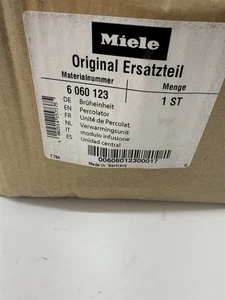 Miele
Original Ersatzteil
Materialnummer Menge
6 060 123 1 ST
DE Brüheinheit
EN Percolator
FR Unité de Percolat.
NL Verwarmingsunit
IT modulo infusione
ES Unidad central
00606012300017
Made in Germany